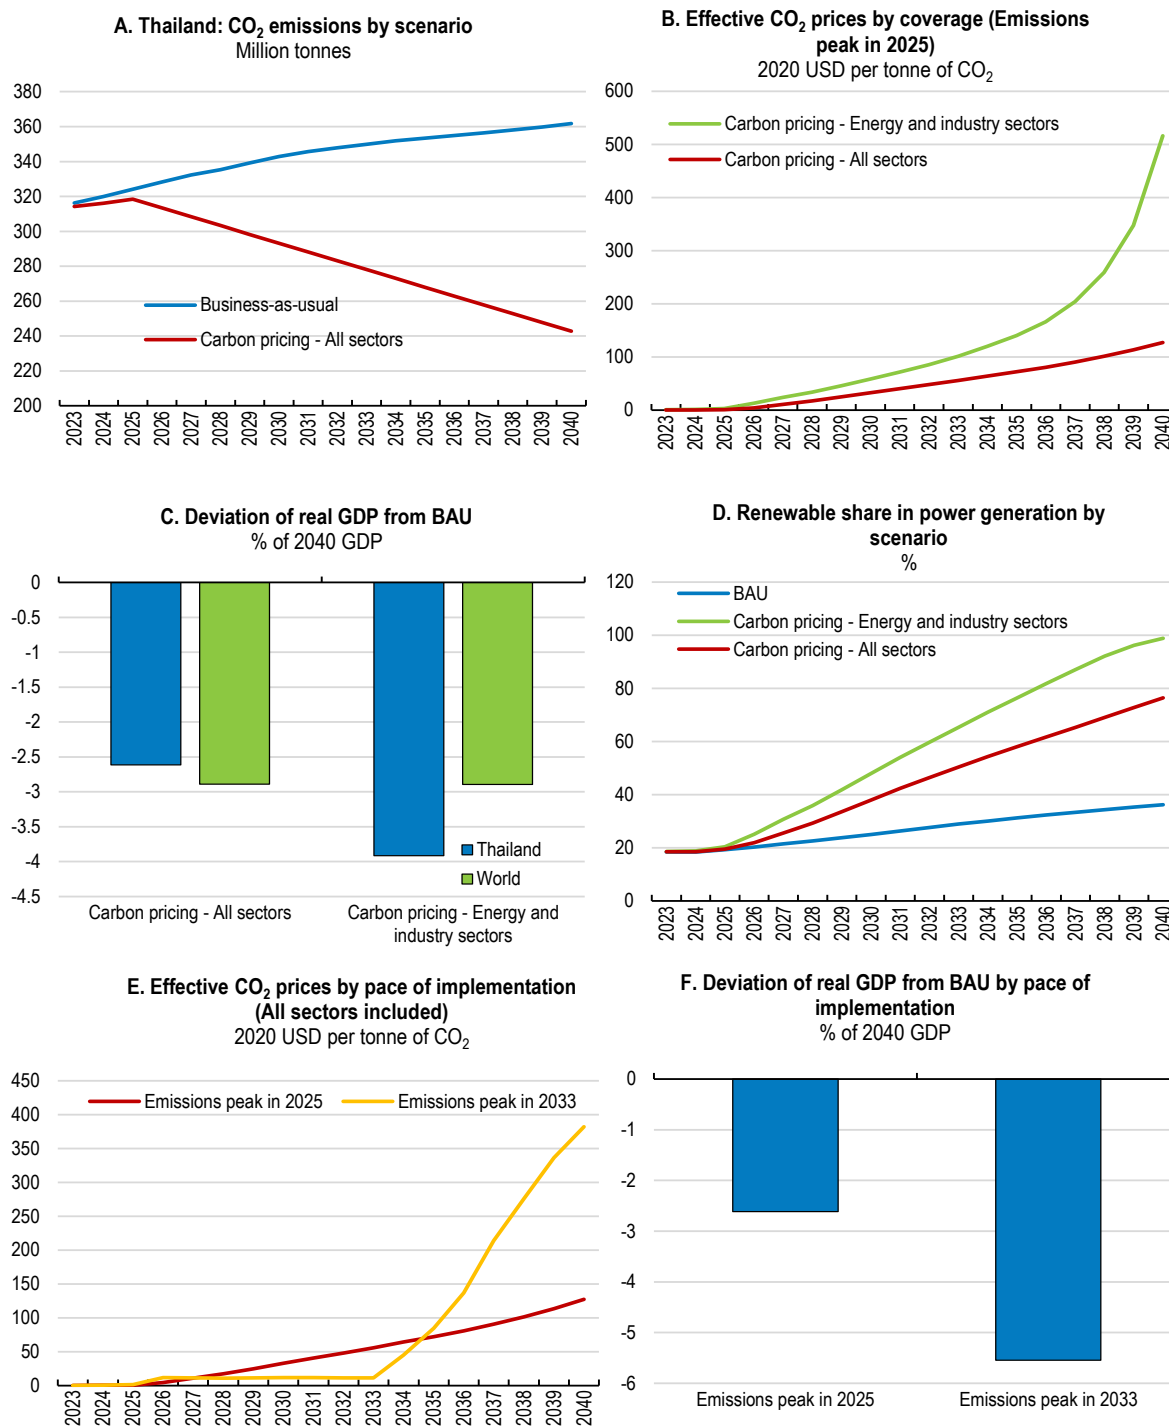 A. Thailand: CO₂ emissions by scenario
Million tonnes
380
360
340
320
300
280
260
240
220
200
Business-as-usual
Carbon pricing - All sectors
2023 2024 2025 2026 2027 2028 2029 2030 2031 2032 2033 2034 2035 2036 2037 2038 2039 2040
B. Effective CO₂ prices by coverage (Emissions
peak in 2025)
2020 USD per tonne of CO₂
600
500
400
300
200
100
0
Carbon pricing - Energy and industry sectors
Carbon pricing - All sectors
2023 2024 2025 2026 2027 2028 2029 2030 2031 2032 2033 2034 2035 2036 2037 2038 2039 2040
C. Deviation of real GDP from BAU
% of 2040 GDP
0
-0.5
-1
-1.5
-2
-2.5
-3
-3.5
-4
-4.5
Thailand
World
Carbon pricing - All sectors
Carbon pricing - Energy and
industry sectors
D. Renewable share in power generation by
scenario
%
120
100
80
60
40
20
0
BAU
Carbon pricing - Energy and industry sectors
Carbon pricing - All sectors
2023 2024 2025 2026 2027 2028 2029 2030 2031 2032 2033 2034 2035 2036 2037 2038 2039 2040
E. Effective CO₂ prices by pace of implementation
(All sectors included)
2020 USD per tonne of CO₂
450
400
350
300
250
200
150
100
50
0
Emissions peak in 2025
Emissions peak in 2033
2023 2024 2025 2026 2027 2028 2029 2030 2031 2032 2033 2034 2035 2036 2037 2038 2039 2040
F. Deviation of real GDP from BAU by pace of
implementation
% of 2040 GDP
0
-1
-2
-3
-4
-5
-6
Emissions peak in 2025
Emissions peak in 2033